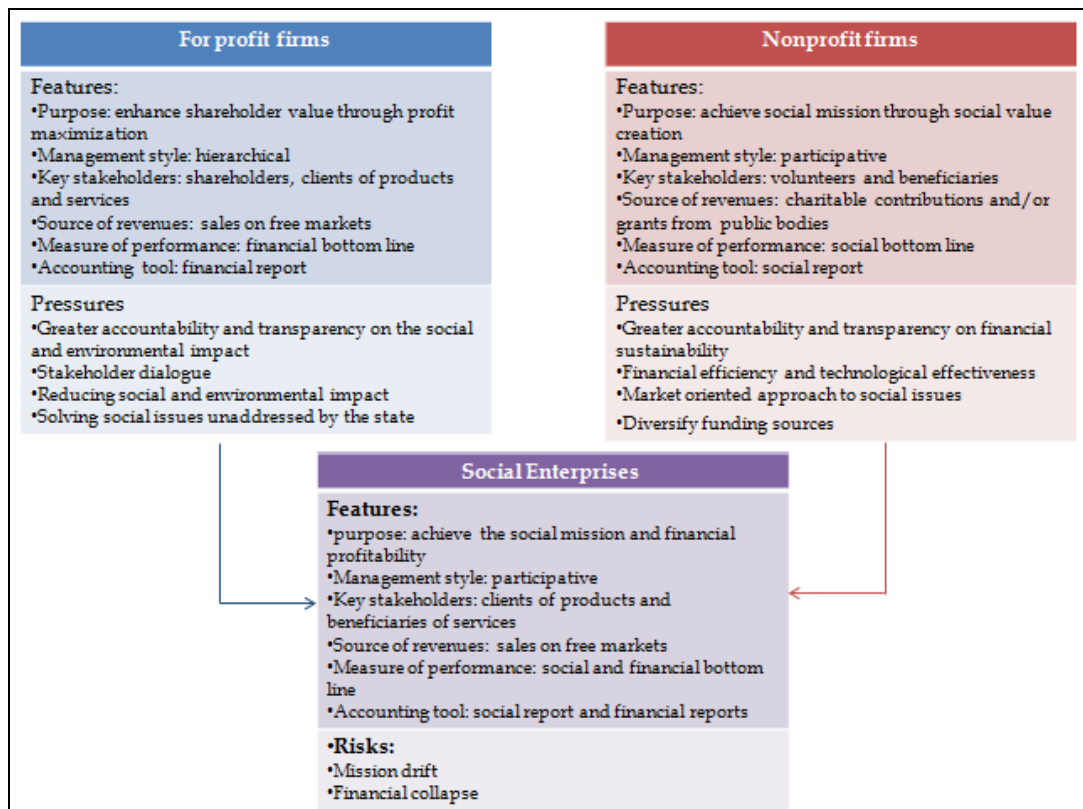 For profit firms
Features:
•Purpose: enhance shareholder value through profit
maximization
•Management style: hierarchical
•Key stakeholders: shareholders, clients of products
and services
•Source of revenues: sales on free markets
•Measure of performance: financial bottom line
•Accounting tool: financial report
Pressures
•Greater accountability and transparency on the social
and environmental impact
•Stakeholder dialogue
•Reducing social and environmental impact
•Solving social issues unaddressed by the state
Nonprofit firms
Features:
•Purpose: achieve social mission through social value
creation
•Management style: participative
•Key stakeholders: volunteers and beneficiaries
•Source of revenues: charitable contributions and/or
grants from public bodies
•Measure of performance: social bottom line
•Accounting tool: social report
Pressures
•Greater accountability and transparency on financial
sustainability
•Financial efficiency and technological effectiveness
•Market oriented approach to social issues
•Diversify funding sources
Social Enterprises
Features:
•purpose: achieve the social mission and financial
profitability
•Management style: participative
•Key stakeholders: clients of products and
beneficiaries of services
•Source of revenues: sales on free markets
•Measure of performance: social and financial bottom
line
•Accounting tool: social report and financial reports
•Risks:
•Mission drift
•Financial collapse